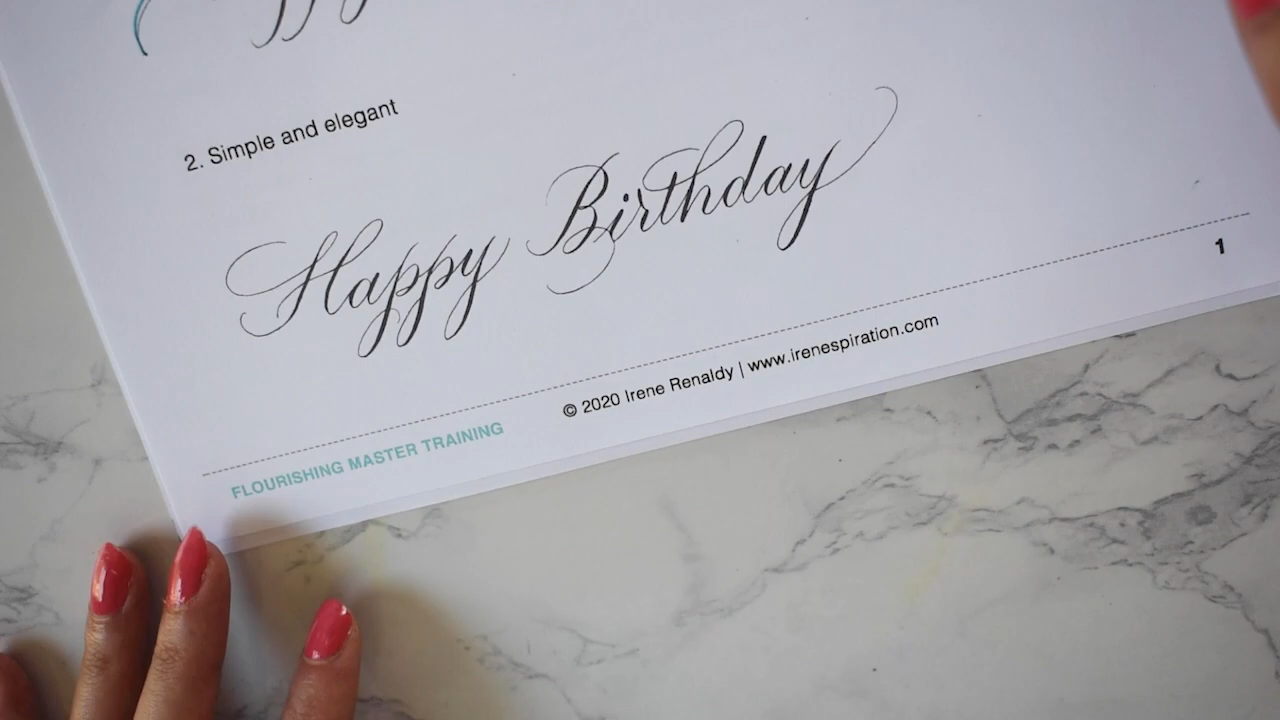 2. Simple and elegant
Happy Birthday
1
© 2020 Irene Renaldy | www.irenespiration.com
FLOURISHING MASTER TRAINING